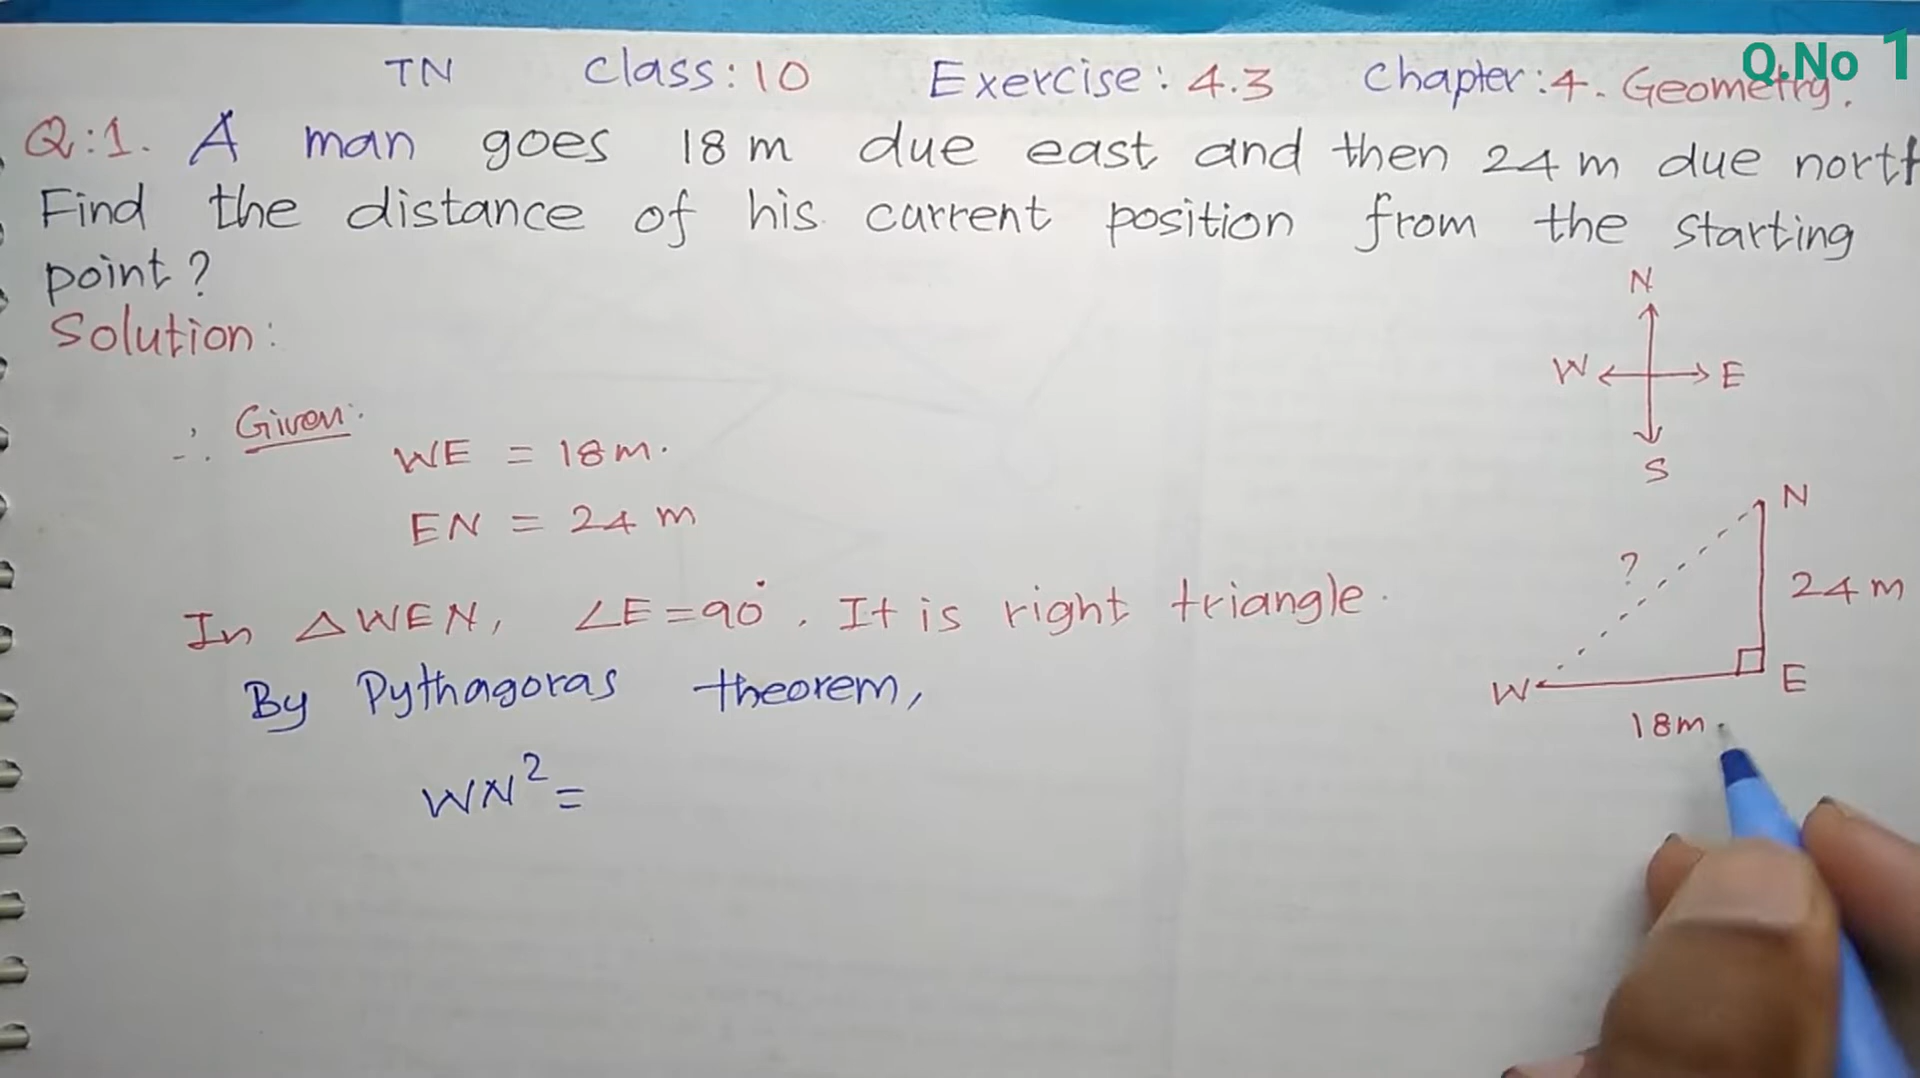 Q.No 1
TN Class: 10 Exercise: 4.3 Chapter: 4. Geometry.
Q:1. A man goes 18 m due east and then 24 m due north
Find the distance of his current position from the starting
point?
Solution:
∴ Given:
WE = 18m.
EN = 24 m
In △WEN, ∠E = 90°. It is right triangle.
By Pythagoras theorem,
WN² =
N
W E
S
N
?
24 m
W E
18m